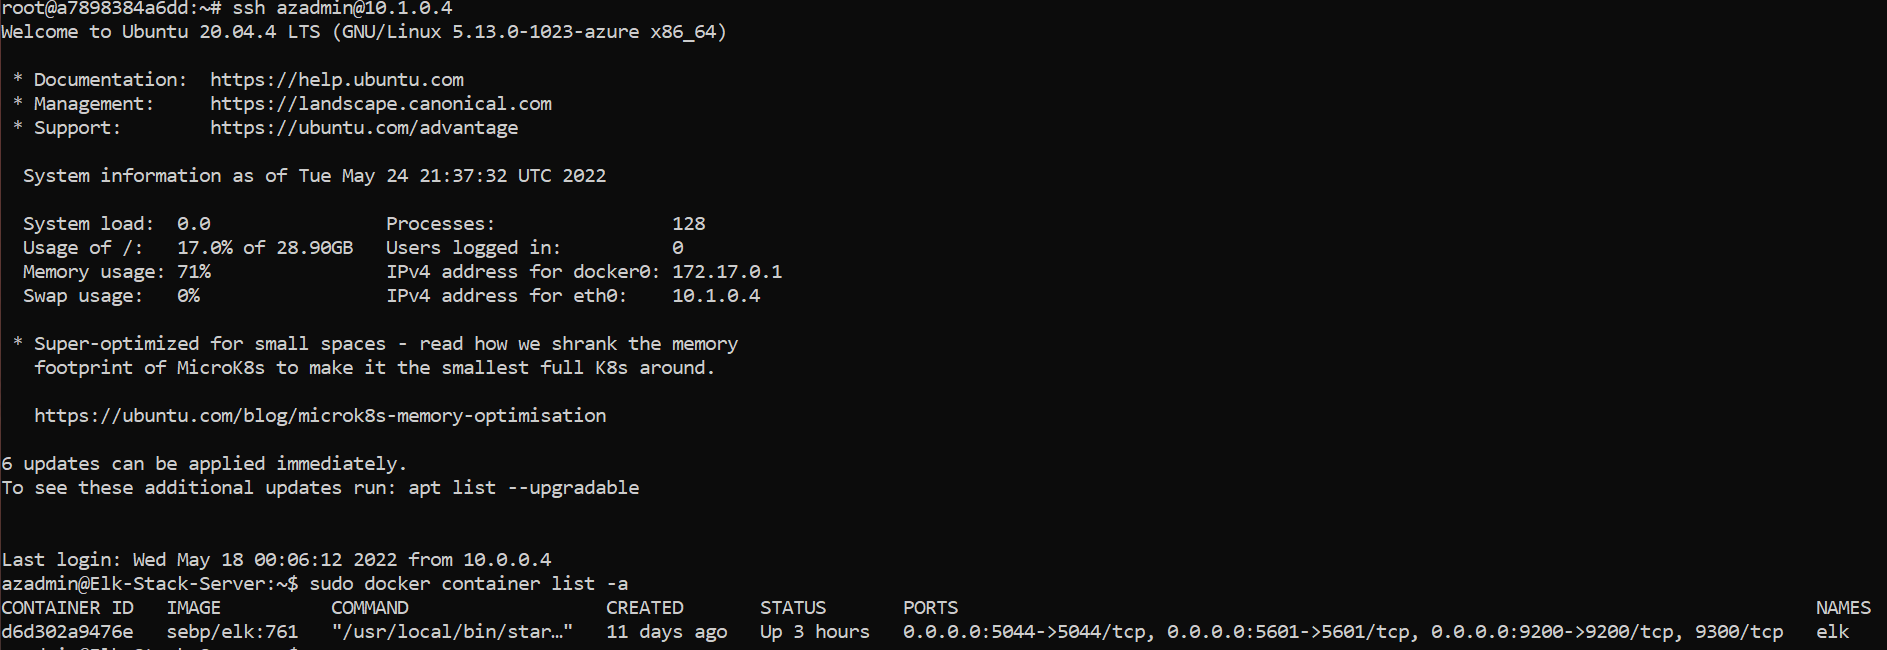 root@a7898384a6dd:~# ssh azadmin@10.1.0.4
Welcome to Ubuntu 20.04.4 LTS (GNU/Linux 5.13.0-1023-azure x86_64)
* Documentation:  https://help.ubuntu.com
* Management:     https://landscape.canonical.com
* Support:        https://ubuntu.com/advantage
System information as of Tue May 24 21:37:32 UTC 2022
System load:  0.0                Processes:                128
Usage of /:   17.0% of 28.90GB   Users logged in:          0
Memory usage: 71%                IPv4 address for docker0: 172.17.0.1
Swap usage:   0%                 IPv4 address for eth0:    10.1.0.4
* Super-optimized for small spaces - read how we shrank the memory
footprint of MicroK8s to make it the smallest full K8s around.
https://ubuntu.com/blog/microk8s-memory-optimisation
6 updates can be applied immediately.
To see these additional updates run: apt list --upgradable
Last login: Wed May 18 00:06:12 2022 from 10.0.0.4
azadmin@Elk-Stack-Server:~$ sudo docker container list -a
CONTAINER ID   IMAGE          COMMAND                  CREATED       STATUS       PORTS                                                                              NAMES
d6d302a9476e   sebp/elk:761   "/usr/local/bin/star…"   11 days ago   Up 3 hours   0.0.0.0:5044->5044/tcp, 0.0.0.0:5601->5601/tcp, 0.0.0.0:9200->9200/tcp, 9300/tcp   elk